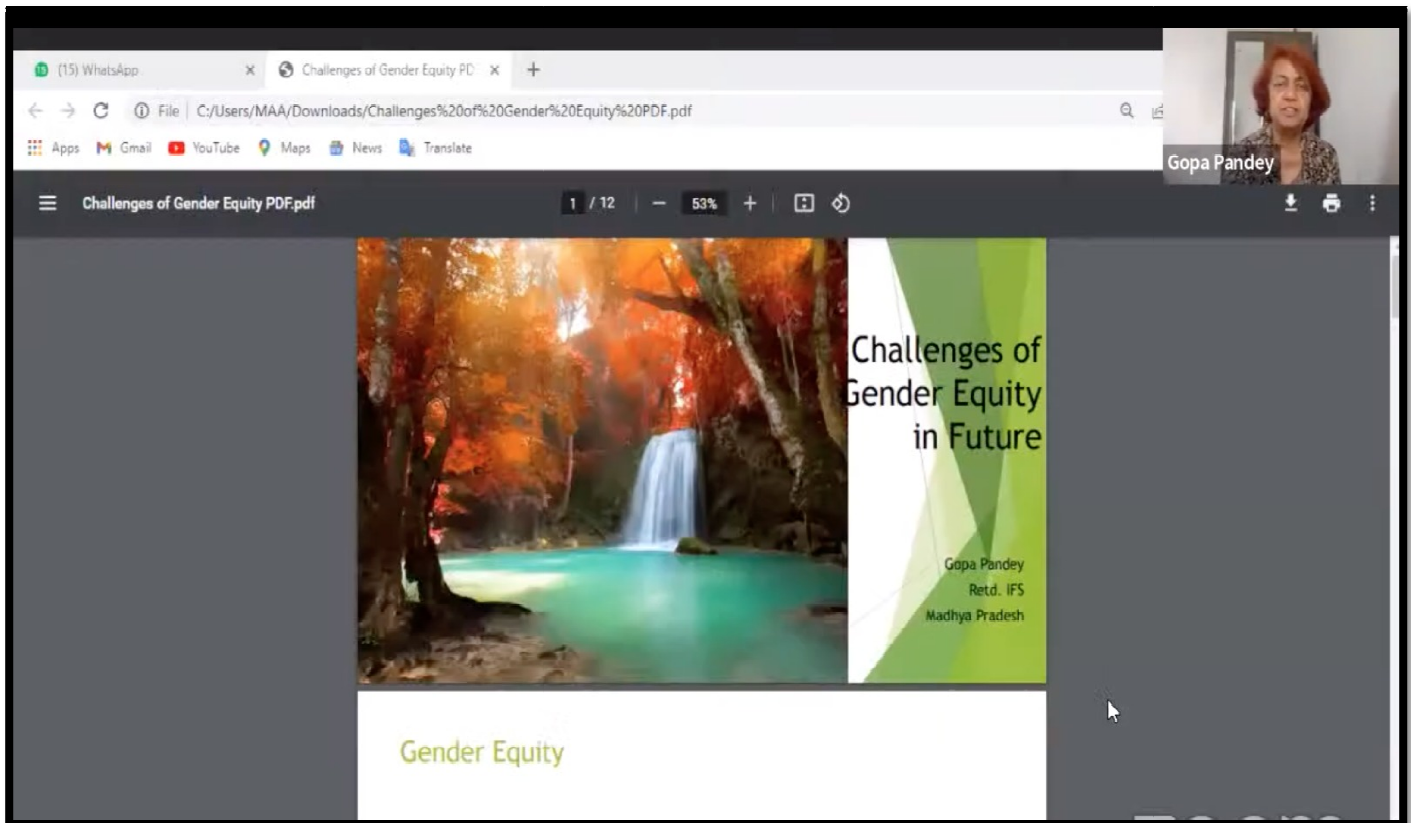 (15) WhatsApp
Challenges of Gender Equity PD
File
C:/Users/MAA/Downloads/Challenges%20of%20Gender%20Equity%20PDF.pdf
Apps
Gmail
YouTube
Maps
News
Translate
Gopa Pandey
Challenges of Gender Equity PDF.pdf
1 / 12
53%
Challenges of
Gender Equity
in Future
Gopa Pandey
Retd. IFS
Madhya Pradesh
Gender Equity